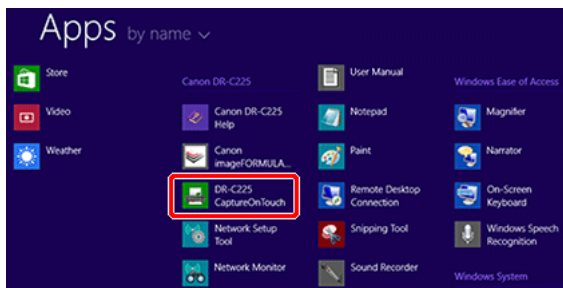 Apps by name
Store
Video
Weather
Canon DR-C225
Canon DR-C225
Help
Canon
imageFORMULA...
DR-C225
CaptureOnTouch
Network Setup
Tool
Network Monitor
User Manual
Notepad
Paint
Remote Desktop
Connection
Snipping Tool
Sound Recorder
Windows Ease of Access
Magnifier
Narrator
On-Screen
Keyboard
Windows Speech
Recognition
Windows System